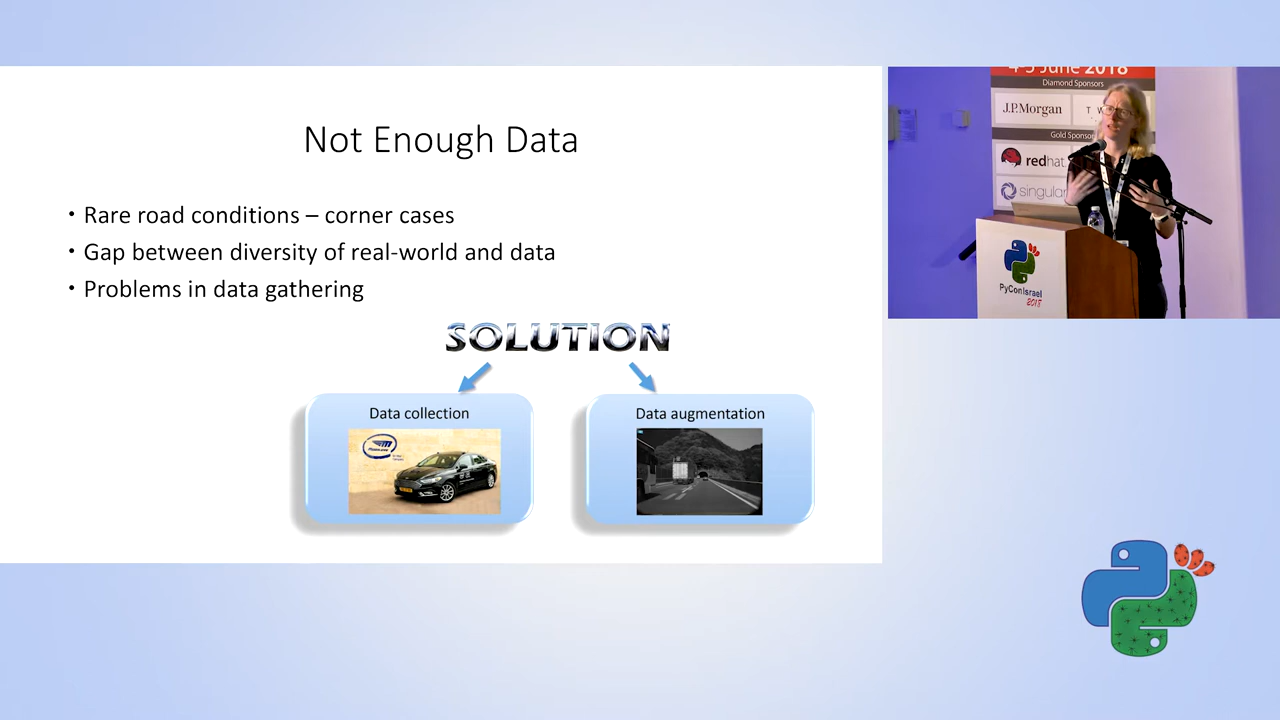 Not Enough Data
• Rare road conditions – corner cases
• Gap between diversity of real-world and data
• Problems in data gathering
SOLUTION
Data collection
Data augmentation
4-5 June 2018
Diamond Sponsors
J.P.Morgan
T W
Gold Sponsor
redhat
singular
PyConIsrael
2018